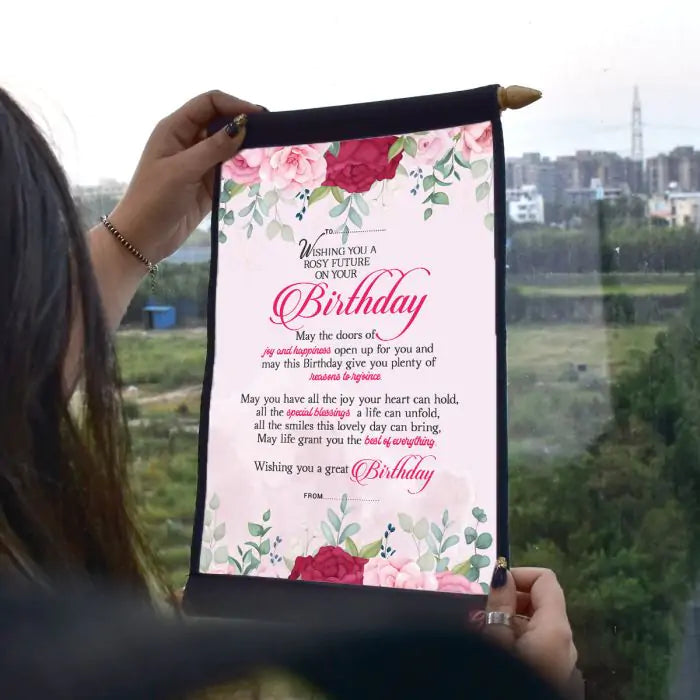 TO....................
WISHING YOU A
ROSY FUTURE
ON YOUR
Birthday
May the doors of
joy and happiness open up for you and
may this Birthday give you plenty of
reasons to rejoince.
May you have all the joy your heart can hold,
all the special blessings a life can unfold,
all the smiles this lovely day can bring,
May life grant you the best of everything.
Wishing you a great Birthday
FROM....................